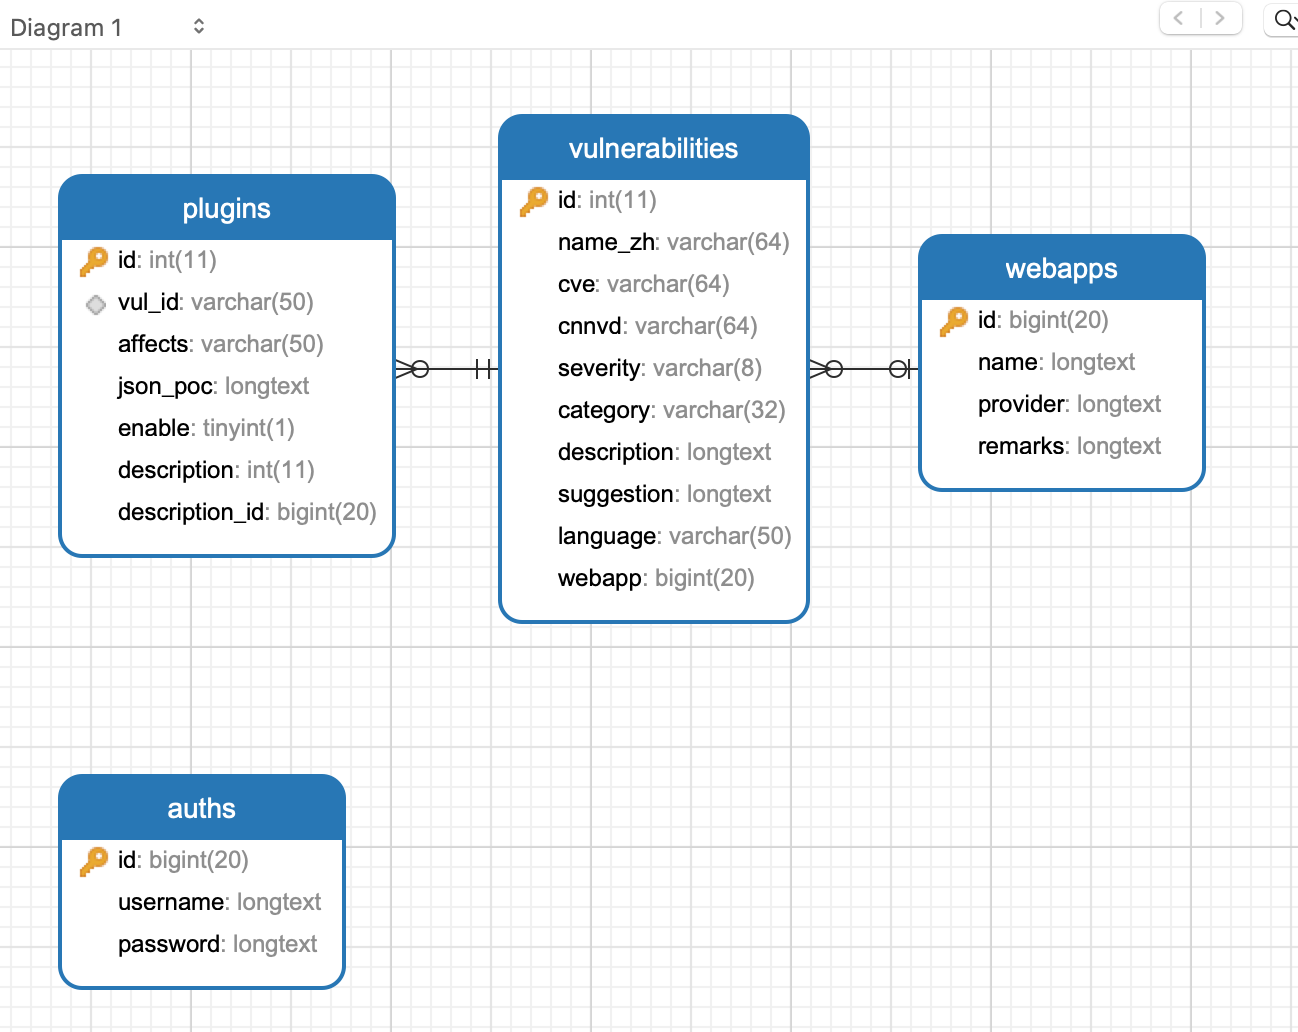 Diagram 1
plugins
id: int(11)
vul_id: varchar(50)
affects: varchar(50)
json_poc: longtext
enable: tinyint(1)
description: int(11)
description_id: bigint(20)
vulnerabilities
id: int(11)
name_zh: varchar(64)
cve: varchar(64)
cnnvd: varchar(64)
severity: varchar(8)
category: varchar(32)
description: longtext
suggestion: longtext
language: varchar(50)
webapp: bigint(20)
webapps
id: bigint(20)
name: longtext
provider: longtext
remarks: longtext
auths
id: bigint(20)
username: longtext
password: longtext